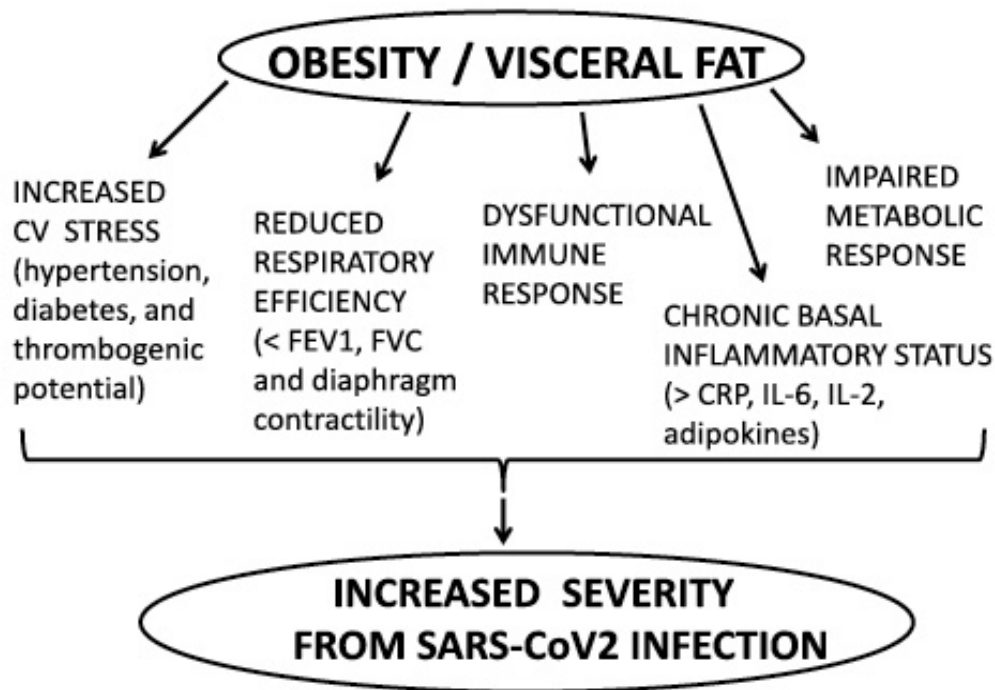 OBESITY / VISCERAL FAT
INCREASED
CV STRESS
(hypertension,
diabetes, and
thrombogenic
potential)
REDUCED
RESPIRATORY
EFFICIENCY
(< FEV1, FVC
and diaphragm
contractility)
DYSFUNCTIONAL
IMMUNE
RESPONSE
CHRONIC BASAL
INFLAMMATORY STATUS
(> CRP, IL-6, IL-2,
adipokines)
IMPAIRED
METABOLIC
RESPONSE
INCREASED SEVERITY
FROM SARS-CoV2 INFECTION